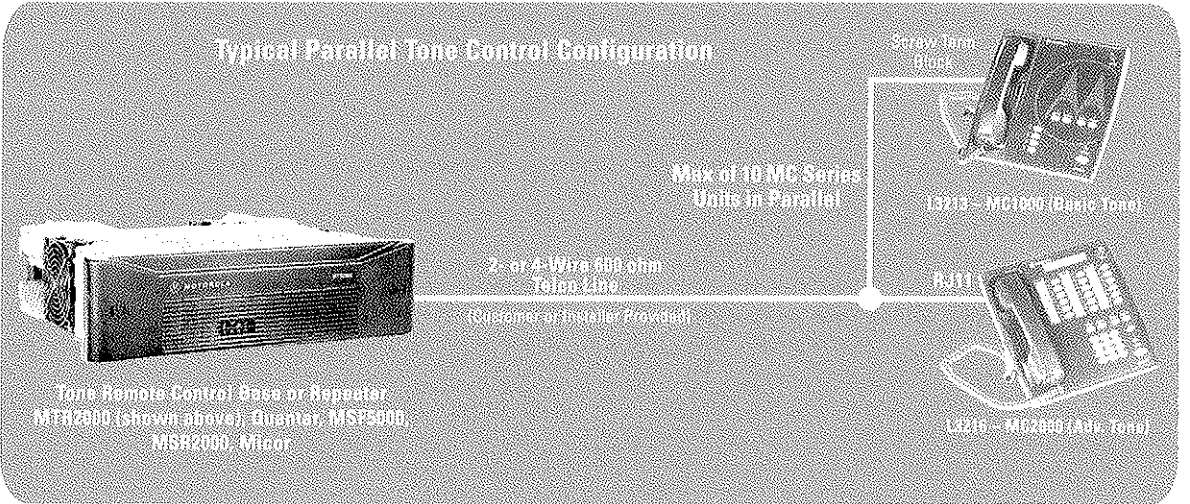 Typical Parallel Tone Control Configuration
Screw Term
Block
Max of 10 MC Series
Units in Parallel
L3213 – MC1000 (Basic Tone)
2- or 4-Wire 600 ohm
Telco Line
(Customer or Installer Provided)
RJ11
MOTOROLA
Tone Remote Control Base or Repeater
MTR2000 (shown above), Quantar, MSF5000,
MSR2000, Micor
L3216 – MC2000 (Adv. Tone)